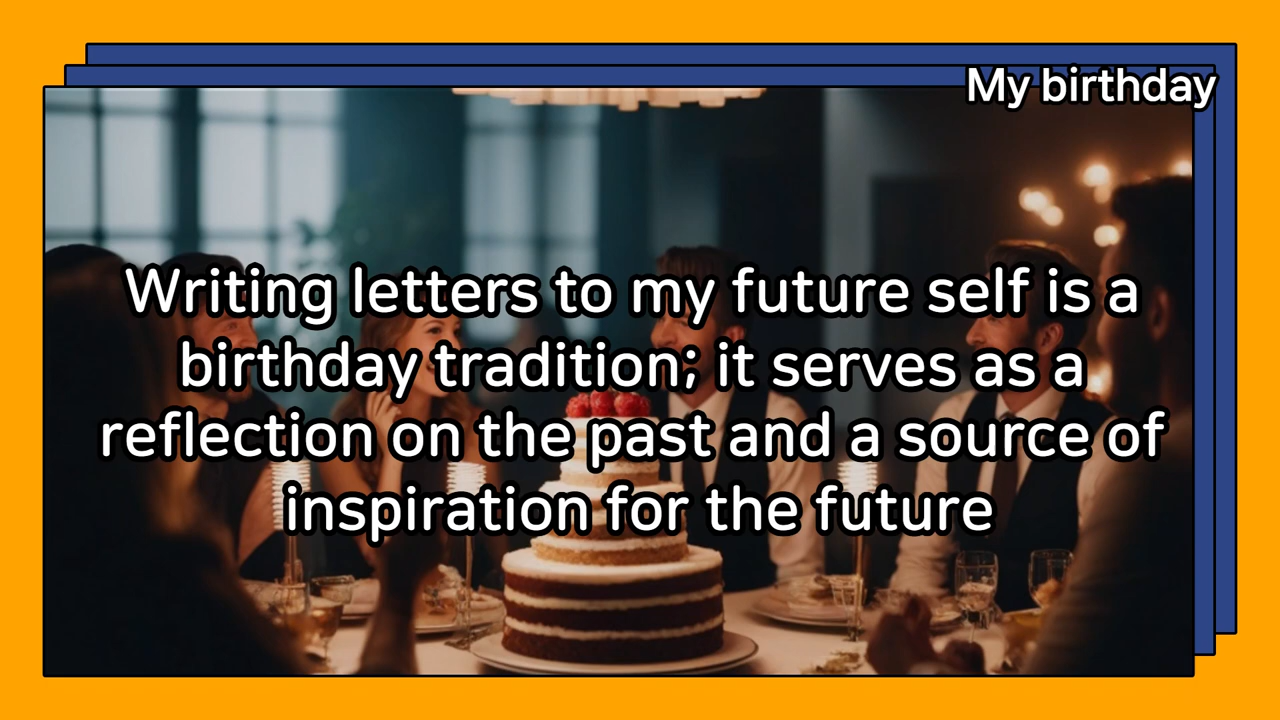 My birthday
Writing letters to my future self is a
birthday tradition; it serves as a
reflection on the past and a source of
inspiration for the future